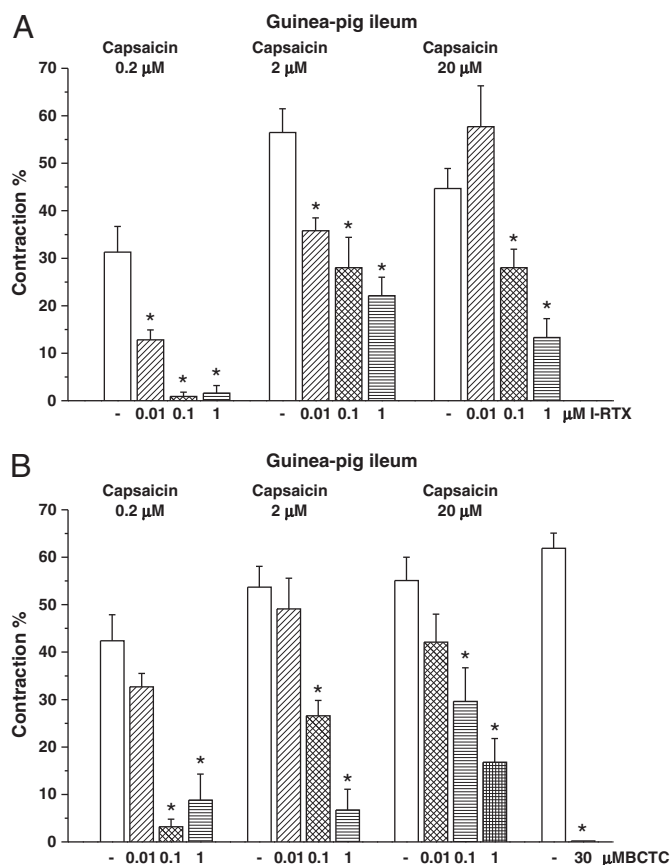 A
Guinea-pig ileum
Capsaicin Capsaicin Capsaicin
0.2 μM 2 μM 20 μM
70
60
50
40
30
20
10
0
Contraction %
* * * * * * * *
- 0.01 0.1 1 - 0.01 0.1 1 - 0.01 0.1 1 μM I-RTX
B
Guinea-pig ileum
Capsaicin Capsaicin Capsaicin
0.2 μM 2 μM 20 μM
70
60
50
40
30
20
10
0
Contraction %
* * * * * * *
- 0.01 0.1 1 - 0.01 0.1 1 - 0.01 0.1 1 - 30 μMBCTC